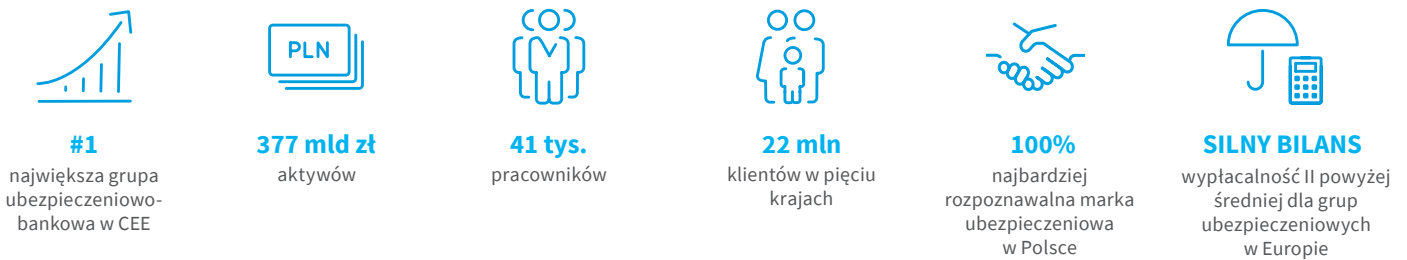 #1
największa grupa
ubezpieczeniowo-
bankowa w CEE
PLN
377 mld zł
aktywów
41 tys.
pracowników
22 mln
klientów w pięciu
krajach
100%
najbardziej
rozpoznawalna marka
ubezpieczeniowa
w Polsce
SILNY BILANS
wypłacalność II powyżej
średniej dla grup
ubezpieczeniowych
w Europie